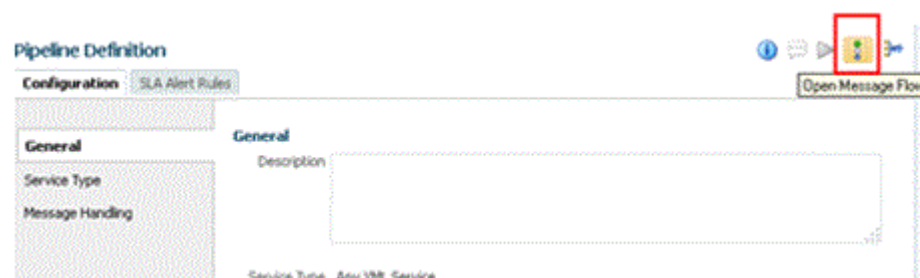 Pipeline Definition
Configuration SLA Alert Rules
Open Message Flow
General
General
Description
Service Type
Message Handling
Service Type Any XML Service